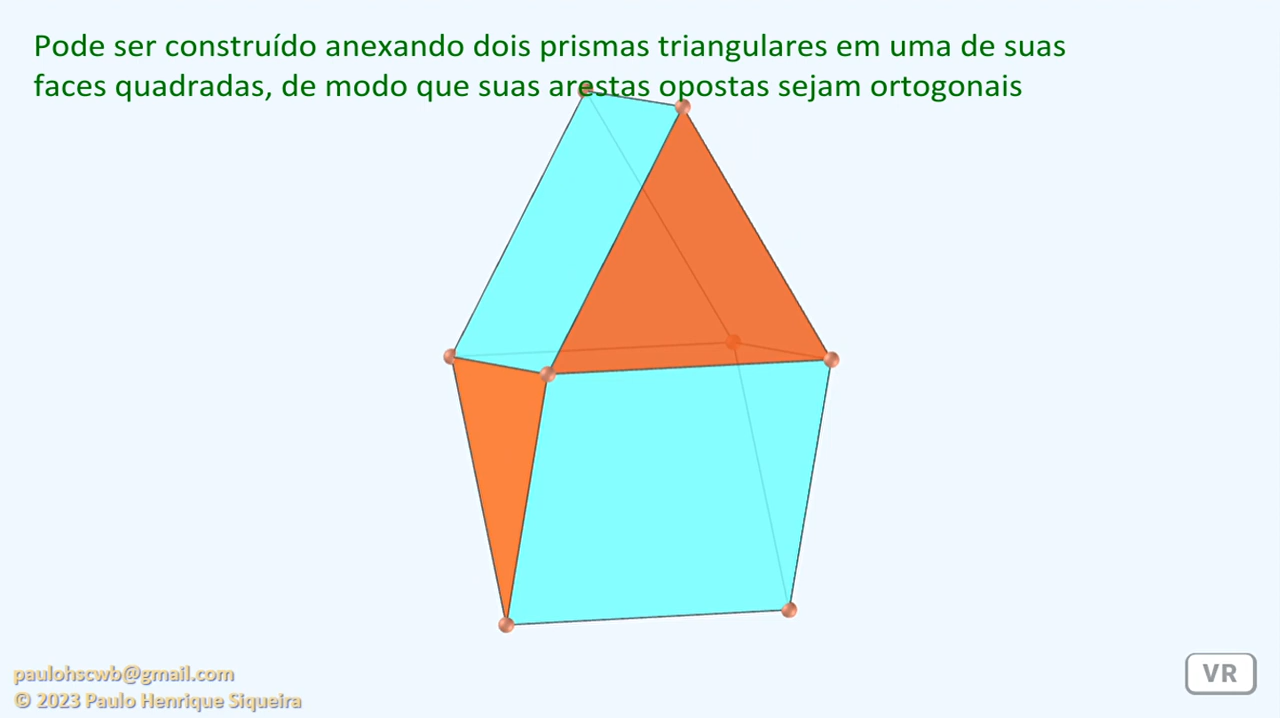 Pode ser construído anexando dois prismas triangulares em uma de suas
faces quadradas, de modo que suas arestas opostas sejam ortogonais
paulohscwb@gmail.com
© 2023 Paulo Henrique Siqueira
VR